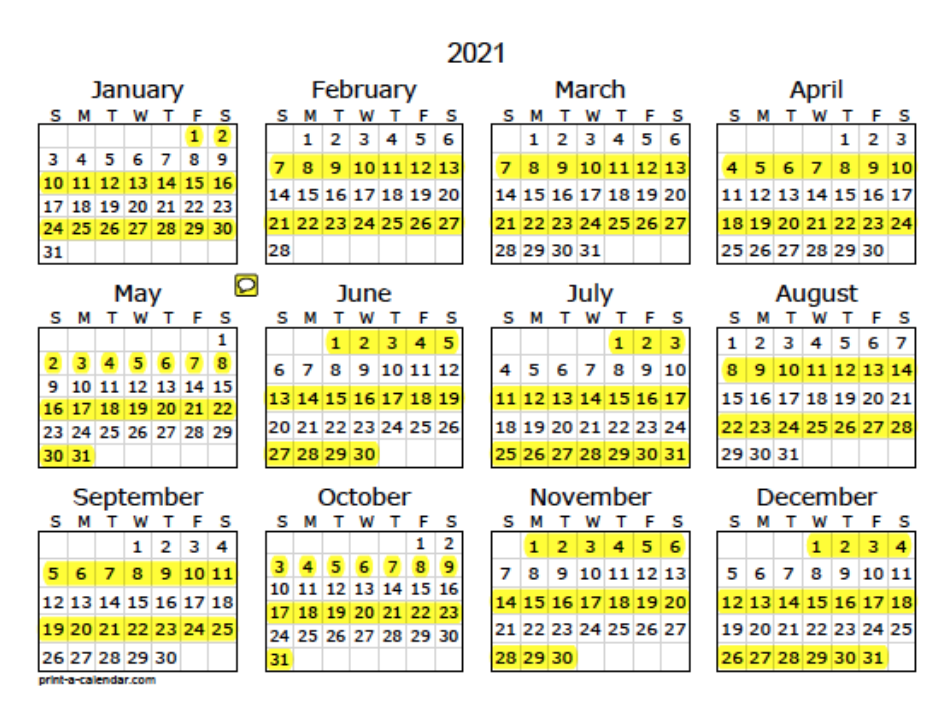 2021
January February March April
S M T W T F S S M T W T F S S M T W T F S S M T W T F S
1 2 1 2 3 4 5 6 1 2 3 4 5 6 1 2 3
3 4 5 6 7 8 9 7 8 9 10 11 12 13 7 8 9 10 11 12 13 4 5 6 7 8 9 10
10 11 12 13 14 15 16 14 15 16 17 18 19 20 14 15 16 17 18 19 20 11 12 13 14 15 16 17
17 18 19 20 21 22 23 21 22 23 24 25 26 27 21 22 23 24 25 26 27 18 19 20 21 22 23 24
24 25 26 27 28 29 30 28 28 29 30 31 25 26 27 28 29 30
31
May June July August
S M T W T F S S M T W T F S S M T W T F S S M T W T F S
1 1 2 3 4 5 1 2 3 1 2 3 4 5 6 7
2 3 4 5 6 7 8 6 7 8 9 10 11 12 4 5 6 7 8 9 10 8 9 10 11 12 13 14
9 10 11 12 13 14 15 13 14 15 16 17 18 19 11 12 13 14 15 16 17 15 16 17 18 19 20 21
16 17 18 19 20 21 22 20 21 22 23 24 25 26 18 19 20 21 22 23 24 22 23 24 25 26 27 28
23 24 25 26 27 28 29 27 28 29 30 25 26 27 28 29 30 31 29 30 31
30 31
September October November December
S M T W T F S S M T W T F S S M T W T F S S M T W T F S
1 2 3 4 1 2 1 2 3 4 5 6 1 2 3 4
5 6 7 8 9 10 11 3 4 5 6 7 8 9 7 8 9 10 11 12 13 5 6 7 8 9 10 11
12 13 14 15 16 17 18 10 11 12 13 14 15 16 14 15 16 17 18 19 20 12 13 14 15 16 17 18
19 20 21 22 23 24 25 17 18 19 20 21 22 23 21 22 23 24 25 26 27 19 20 21 22 23 24 25
26 27 28 29 30 24 25 26 27 28 29 30 28 29 30 26 27 28 29 30 31
31
print-a-calendar.com